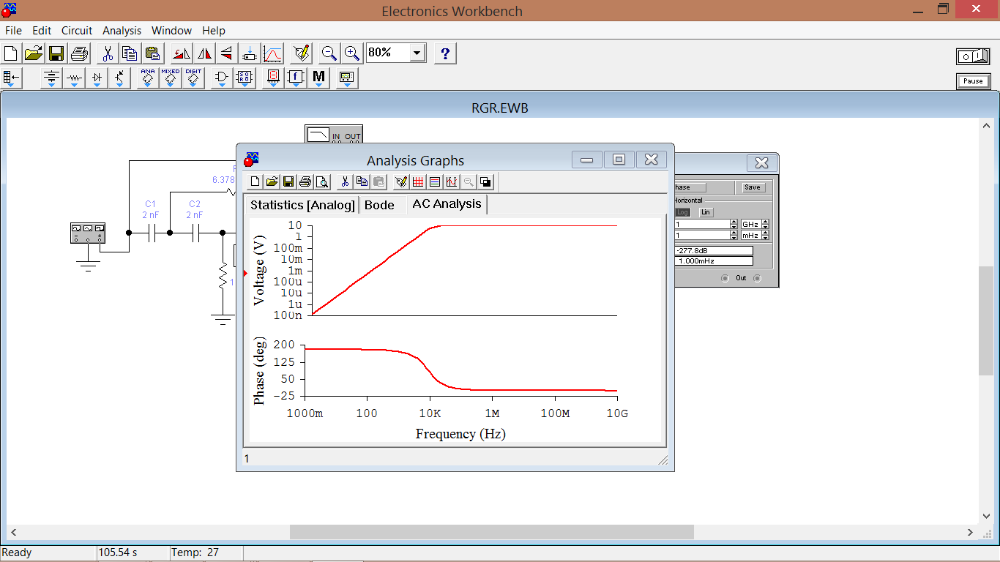 Electronics Workbench
File Edit Circuit Analysis Window Help
80%
?
O I
ANA MIXED DIGIT
f M
Pause
RGR.EWB
IN OUT
Analysis Graphs
6.378
C1 C2
2 nF 2 nF
1
Statistics [Analog] Bode AC Analysis
Voltage (V)
10
1
100m
10m
1m
100u
10u
1u
100n
Phase (deg)
200
125
50
-25
1000m 100 10K 1M 100M 10G
Frequency (Hz)
1
hase Save
Horizontal
Log Lin
1 GHz
1 mHz
-277.8dB
1.000mHz
Out
Ready 105.54 s Temp: 27